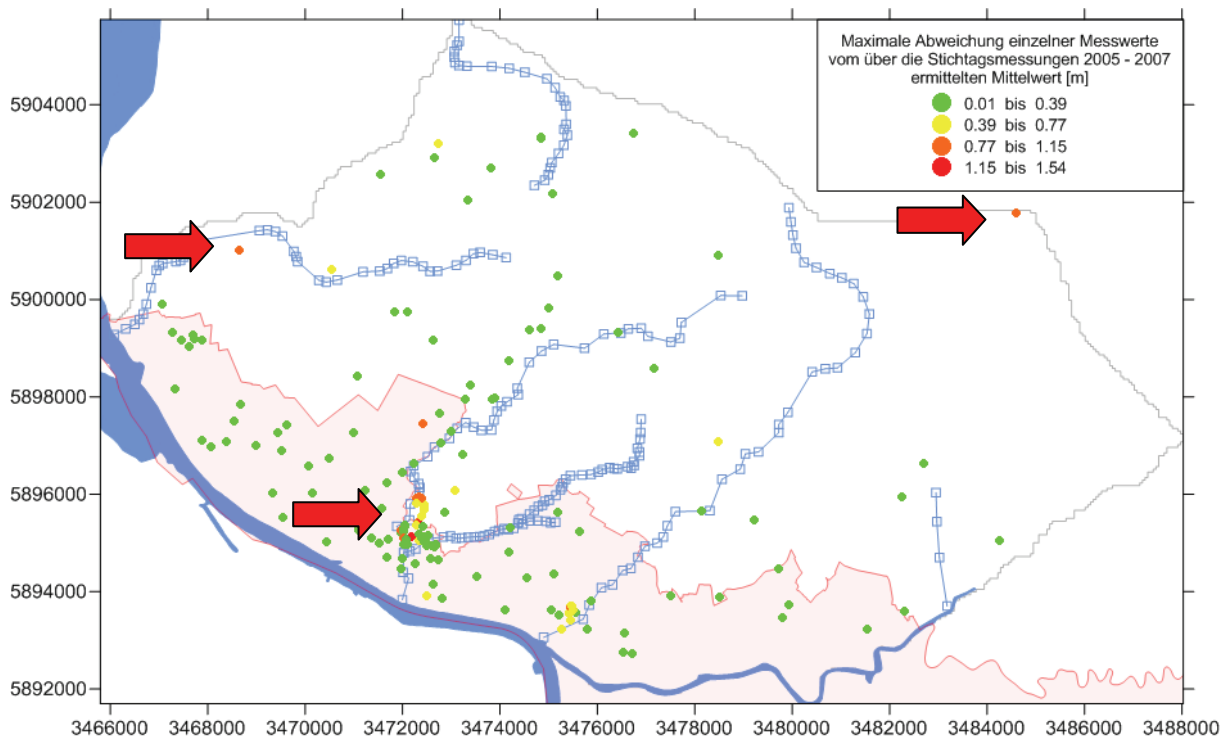 Maximale Abweichung einzelner Messwerte
vom über die Stichtagsmessungen 2005 - 2007
ermittelten Mittelwert [m]
0.01 bis 0.39
0.39 bis 0.77
0.77 bis 1.15
1.15 bis 1.54
5904000
5902000
5900000
5898000
5896000
5894000
5892000
3466000 3468000 3470000 3472000 3474000 3476000 3478000 3480000 3482000 3484000 3486000 3488000